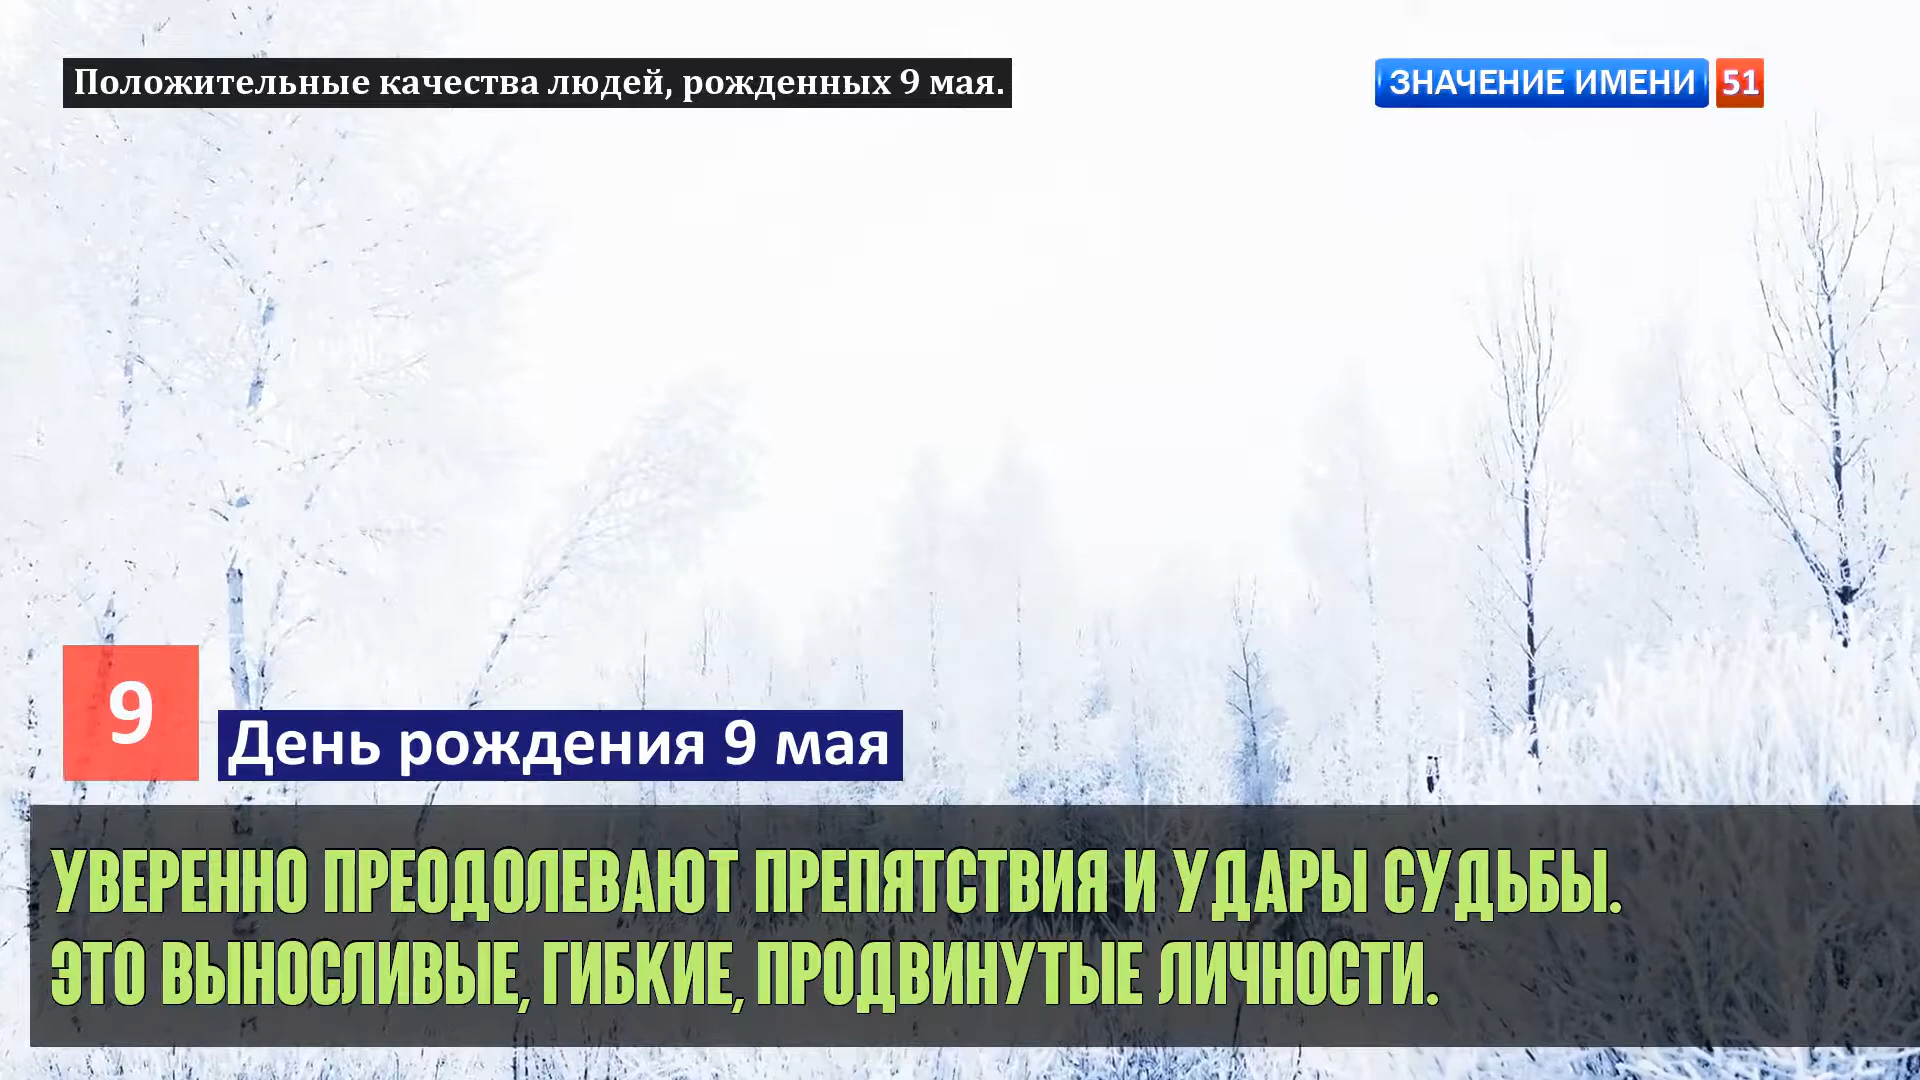 Положительные качества людей, рожденных 9 мая.
ЗНАЧЕНИЕ ИМЕНИ 51
9
День рождения 9 мая
УВЕРЕННО ПРЕОДОЛЕВАЮТ ПРЕПЯТСТВИЯ И УДАРЫ СУДЬБЫ.
ЭТО ВЫНОСЛИВЫЕ, ГИБКИЕ, ПРОДВИНУТЫЕ ЛИЧНОСТИ.